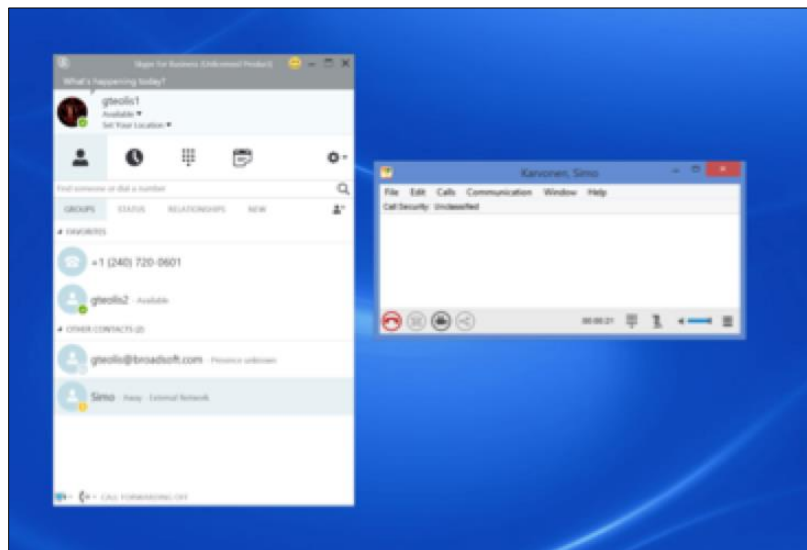 Skype for Business (Unlicensed Product)
What's happening today?
gteolis1
Available
Set Your Location
Find someone or dial a number
GROUPS STATUS RELATIONSHIPS NEW
FAVORITES
+1 (240) 720-0601
gteolis2 - Available
OTHER CONTACTS (2)
gteolis@broadsoft.com - Presence unknown
Simo - Away - External Network
CALL FORWARDING OFF
Karvonen, Simo
File Edit Calls Communication Window Help
Call Security: Unclassified
00:00:21